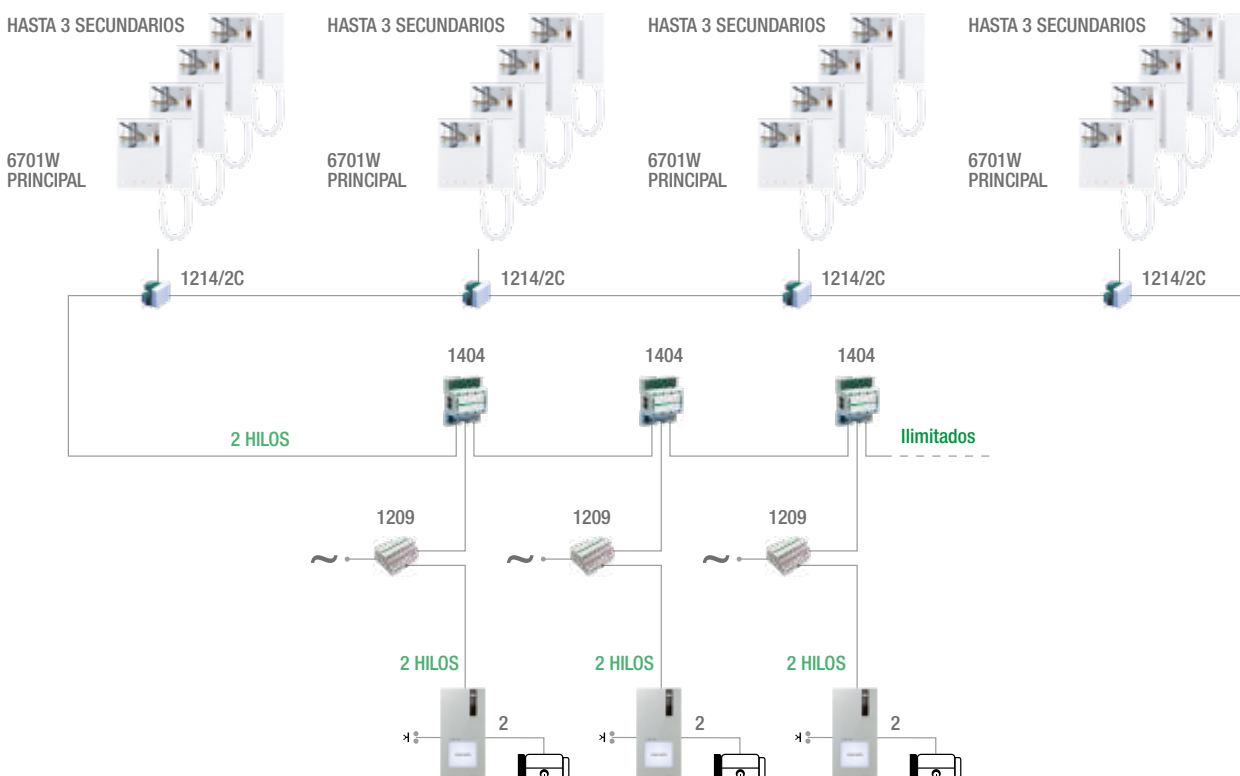 HASTA 3 SECUNDARIOS
HASTA 3 SECUNDARIOS
HASTA 3 SECUNDARIOS
HASTA 3 SECUNDARIOS
6701W
PRINCIPAL
6701W
PRINCIPAL
6701W
PRINCIPAL
6701W
PRINCIPAL
1214/2C
1214/2C
1214/2C
1214/2C
1404
1404
1404
2 HILOS
Ilimitados
1209
1209
1209
~
~
~
2 HILOS
2 HILOS
2 HILOS
2
2
2